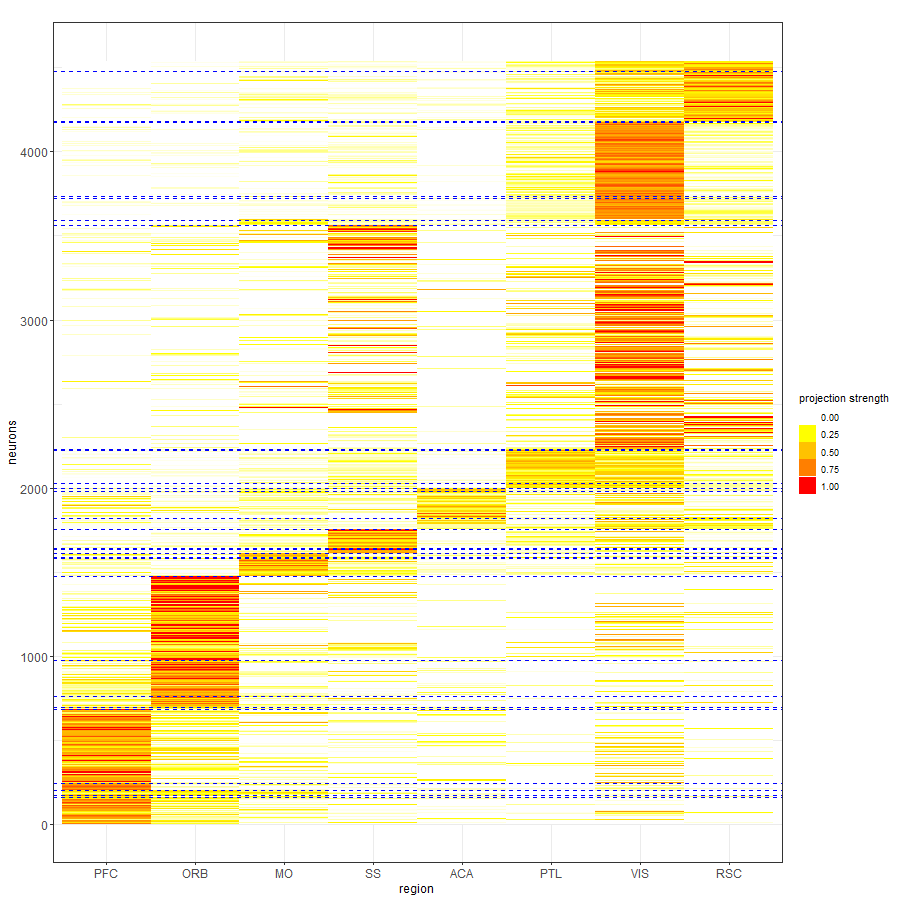 neurons
4000
3000
2000
1000
0
PFC ORB MO SS ACA PTL VIS RSC
region
projection strength
0.00
0.25
0.50
0.75
1.00